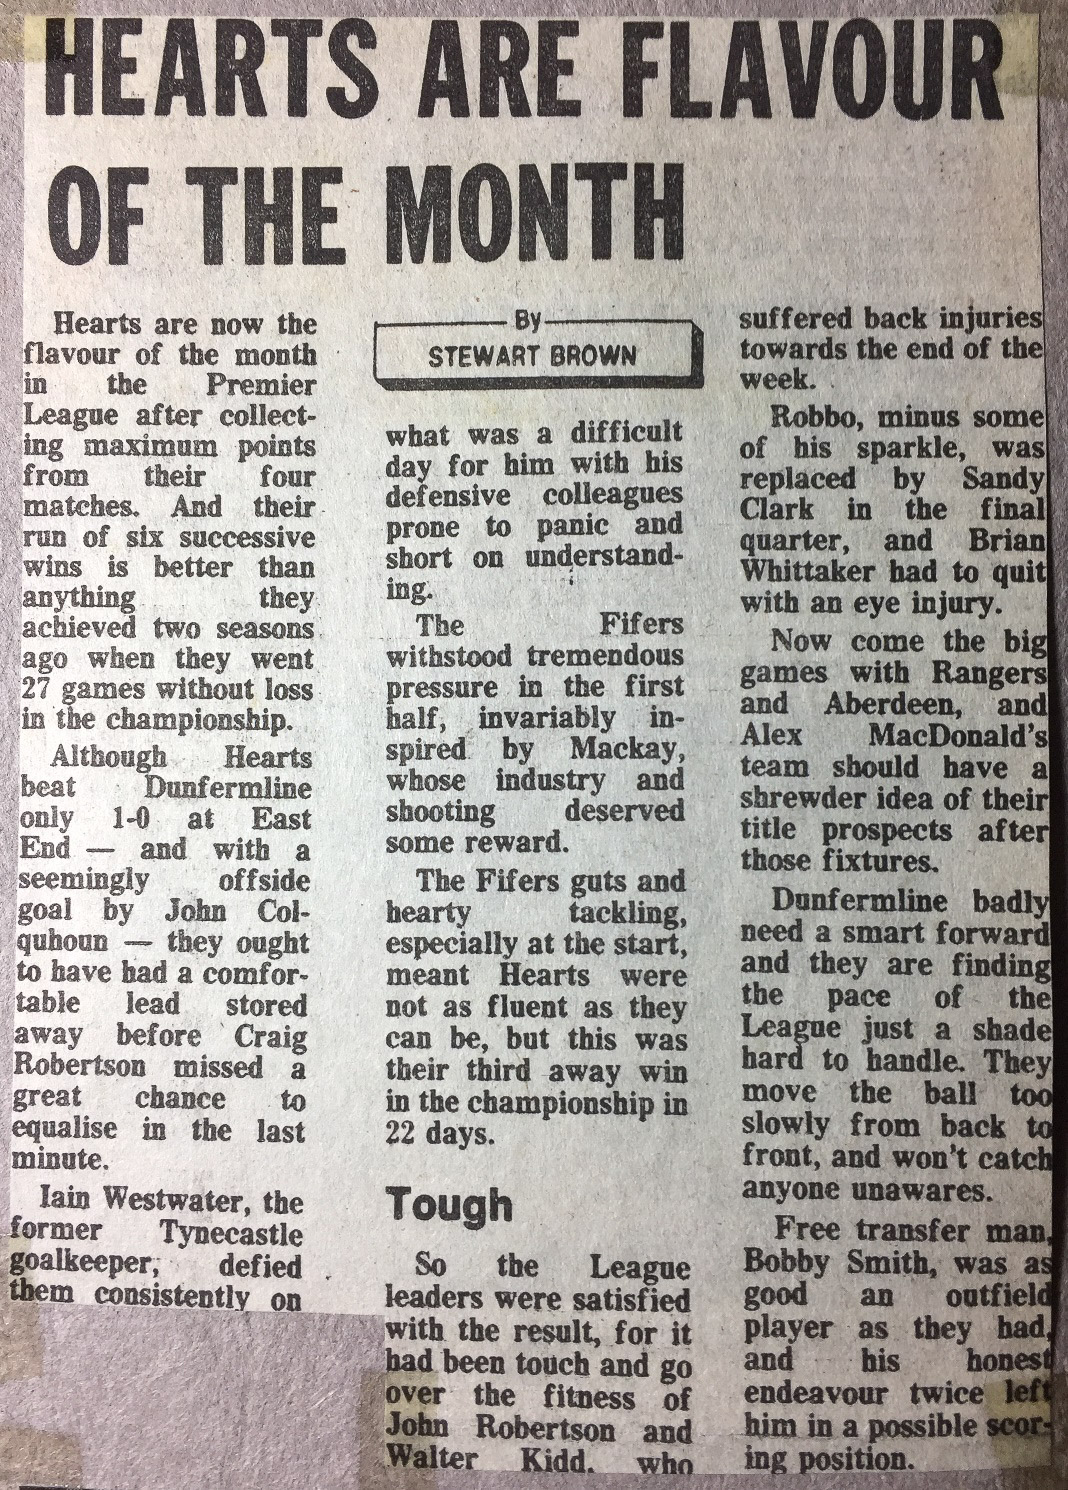 HEARTS ARE FLAVOUR
OF THE MONTH
Hearts are now the
flavour of the month
in the Premier
League after collect-
ing maximum points
from their four
matches. And their
run of six successive
wins is better than
anything they
achieved two seasons
ago when they went
27 games without loss
in the championship.
Although Hearts
beat Dunfermline
only 1-0 at East
End — and with a
seemingly offside
goal by John Col-
quhoun — they ought
to have had a comfor-
table lead stored
away before Craig
Robertson missed a
great chance to
equalise in the last
minute.
Iain Westwater, the
former Tynecastle
goalkeeper, defied
them consistently on
By
STEWART BROWN
what was a difficult
day for him with his
defensive colleagues
prone to panic and
short on understand-
ing.
The Fifers
withstood tremendous
pressure in the first
half, invariably in-
spired by Mackay,
whose industry and
shooting deserved
some reward.
The Fifers guts and
hearty tackling,
especially at the start,
meant Hearts were
not as fluent as they
can be, but this was
their third away win
in the championship in
22 days.
Tough
So the League
leaders were satisfied
with the result, for it
had been touch and go
over the fitness of
John Robertson and
Walter Kidd, who
suffered back injuries
towards the end of the
week.
Robbo, minus some
of his sparkle, was
replaced by Sandy
Clark in the final
quarter, and Brian
Whittaker had to quit
with an eye injury.
Now come the big
games with Rangers
and Aberdeen, and
Alex MacDonald's
team should have a
shrewder idea of their
title prospects after
those fixtures.
Dunfermline badly
need a smart forward
and they are finding
the pace of the
League just a shade
hard to handle. They
move the ball too
slowly from back to
front, and won't catch
anyone unawares.
Free transfer man,
Bobby Smith, was as
good an outfield
player as they had,
and his honest
endeavour twice left
him in a possible scor-
ing position.